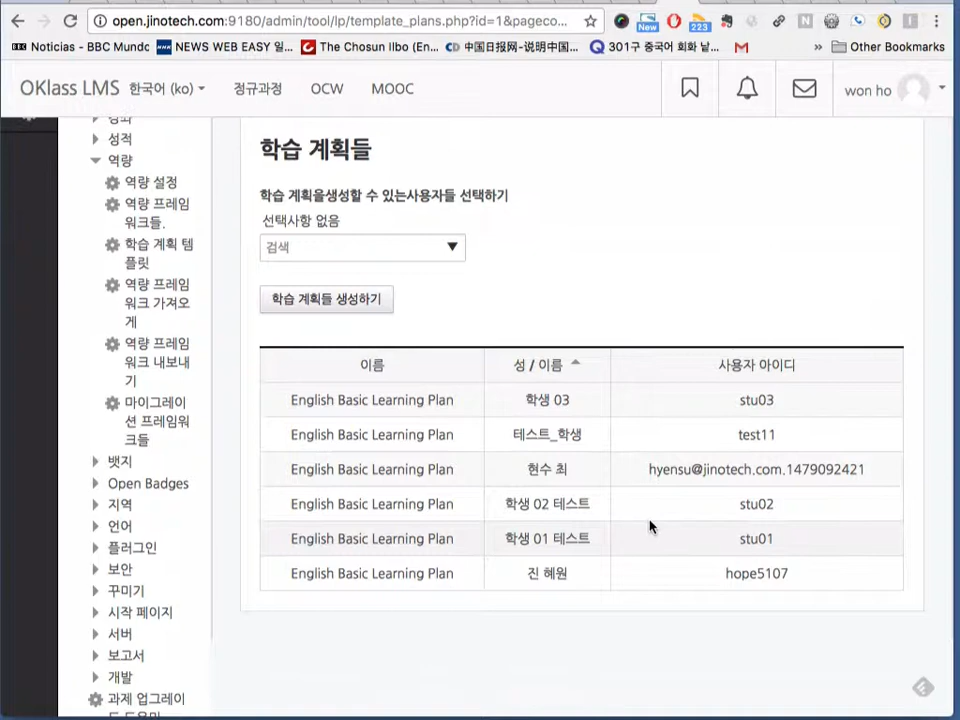 open.jinotech.com:9180/admin/tool/lp/template_plans.php?id=1&pageco...
New
223
Noticias - BBC Mundo
NEWS WEB EASY 일...
The Chosun Ilbo (En...
中国日报网-说明中国...
301구 중국어 회화 낱...
»
Other Bookmarks
OKlass LMS
한국어 (ko)
정규과정
OCW
MOOC
won ho
강좌
성적
역량
역량 설정
역량 프레임
워크들.
학습 계획 템
플릿
역량 프레임
워크 가져오
게
역량 프레임
워크 내보내
기
마이그레이
션 프레임워
크들
뱃지
Open Badges
지역
언어
플러그인
보안
꾸미기
시작 페이지
서버
보고서
개발
과제 업그레이
드 도우미
학습 계획들
학습 계획을생성할 수 있는사용자들 선택하기
선택사항 없음
검색
학습 계획들 생성하기
이름 성 / 이름 사용자 아이디
English Basic Learning Plan 학생 03 stu03
English Basic Learning Plan 테스트_학생 test11
English Basic Learning Plan 현수 최 hyensu@jinotech.com.1479092421
English Basic Learning Plan 학생 02 테스트 stu02
English Basic Learning Plan 학생 01 테스트 stu01
English Basic Learning Plan 진 혜원 hope5107